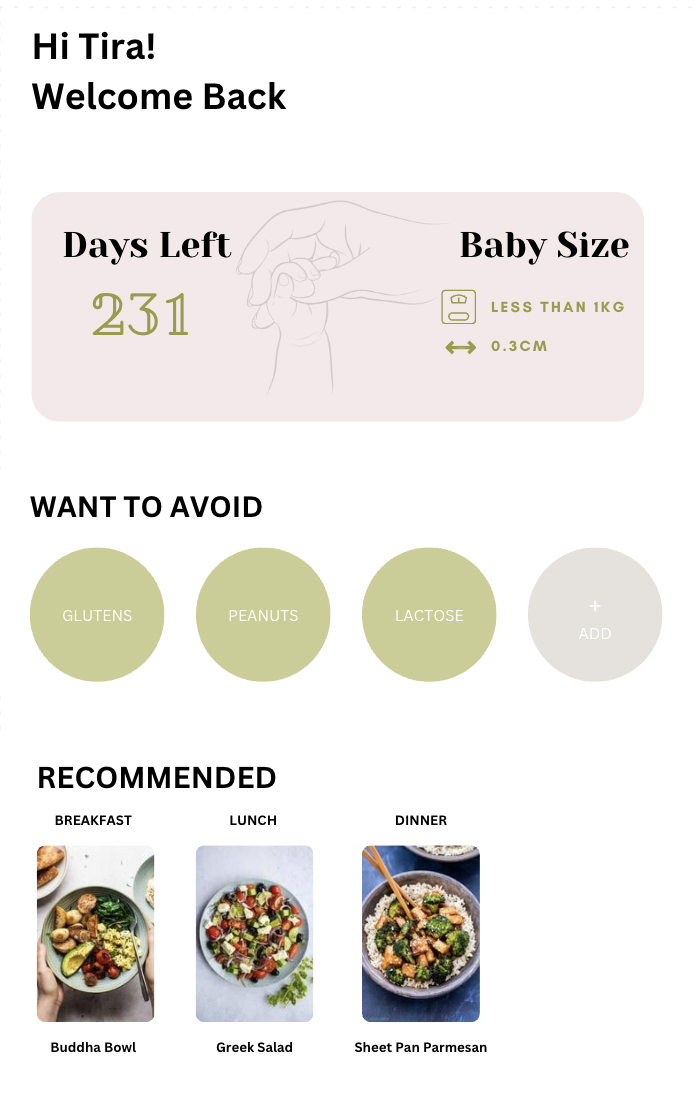 Hi Tira!
Welcome Back
Days Left
Baby Size
231
LESS THAN 1KG
0.3CM
WANT TO AVOID
GLUTENS
PEANUTS
LACTOSE
+
ADD
RECOMMENDED
BREAKFAST
LUNCH
DINNER
Buddha Bowl
Greek Salad
Sheet Pan Parmesan